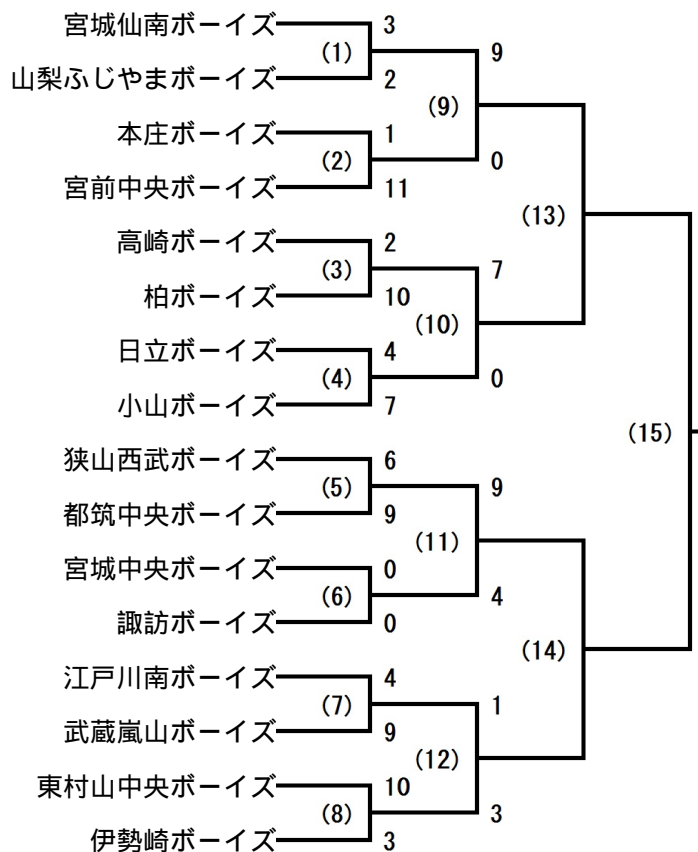 宮城仙南ボーイズ 3
(1) 9
山梨ふじやまボーイズ 2
(9)
本庄ボーイズ 1
(2) 0
宮前中央ボーイズ 11
(13)
高崎ボーイズ 2
(3) 7
柏ボーイズ 10
(10)
日立ボーイズ 4
(4) 0
小山ボーイズ 7
(15)
狭山西武ボーイズ 6
(5) 9
都筑中央ボーイズ 9
(11)
宮城中央ボーイズ 0
(6) 4
諏訪ボーイズ 0
(14)
江戸川南ボーイズ 4
(7) 1
武蔵嵐山ボーイズ 9
(12)
東村山中央ボーイズ 10
(8) 3
伊勢崎ボーイズ 3